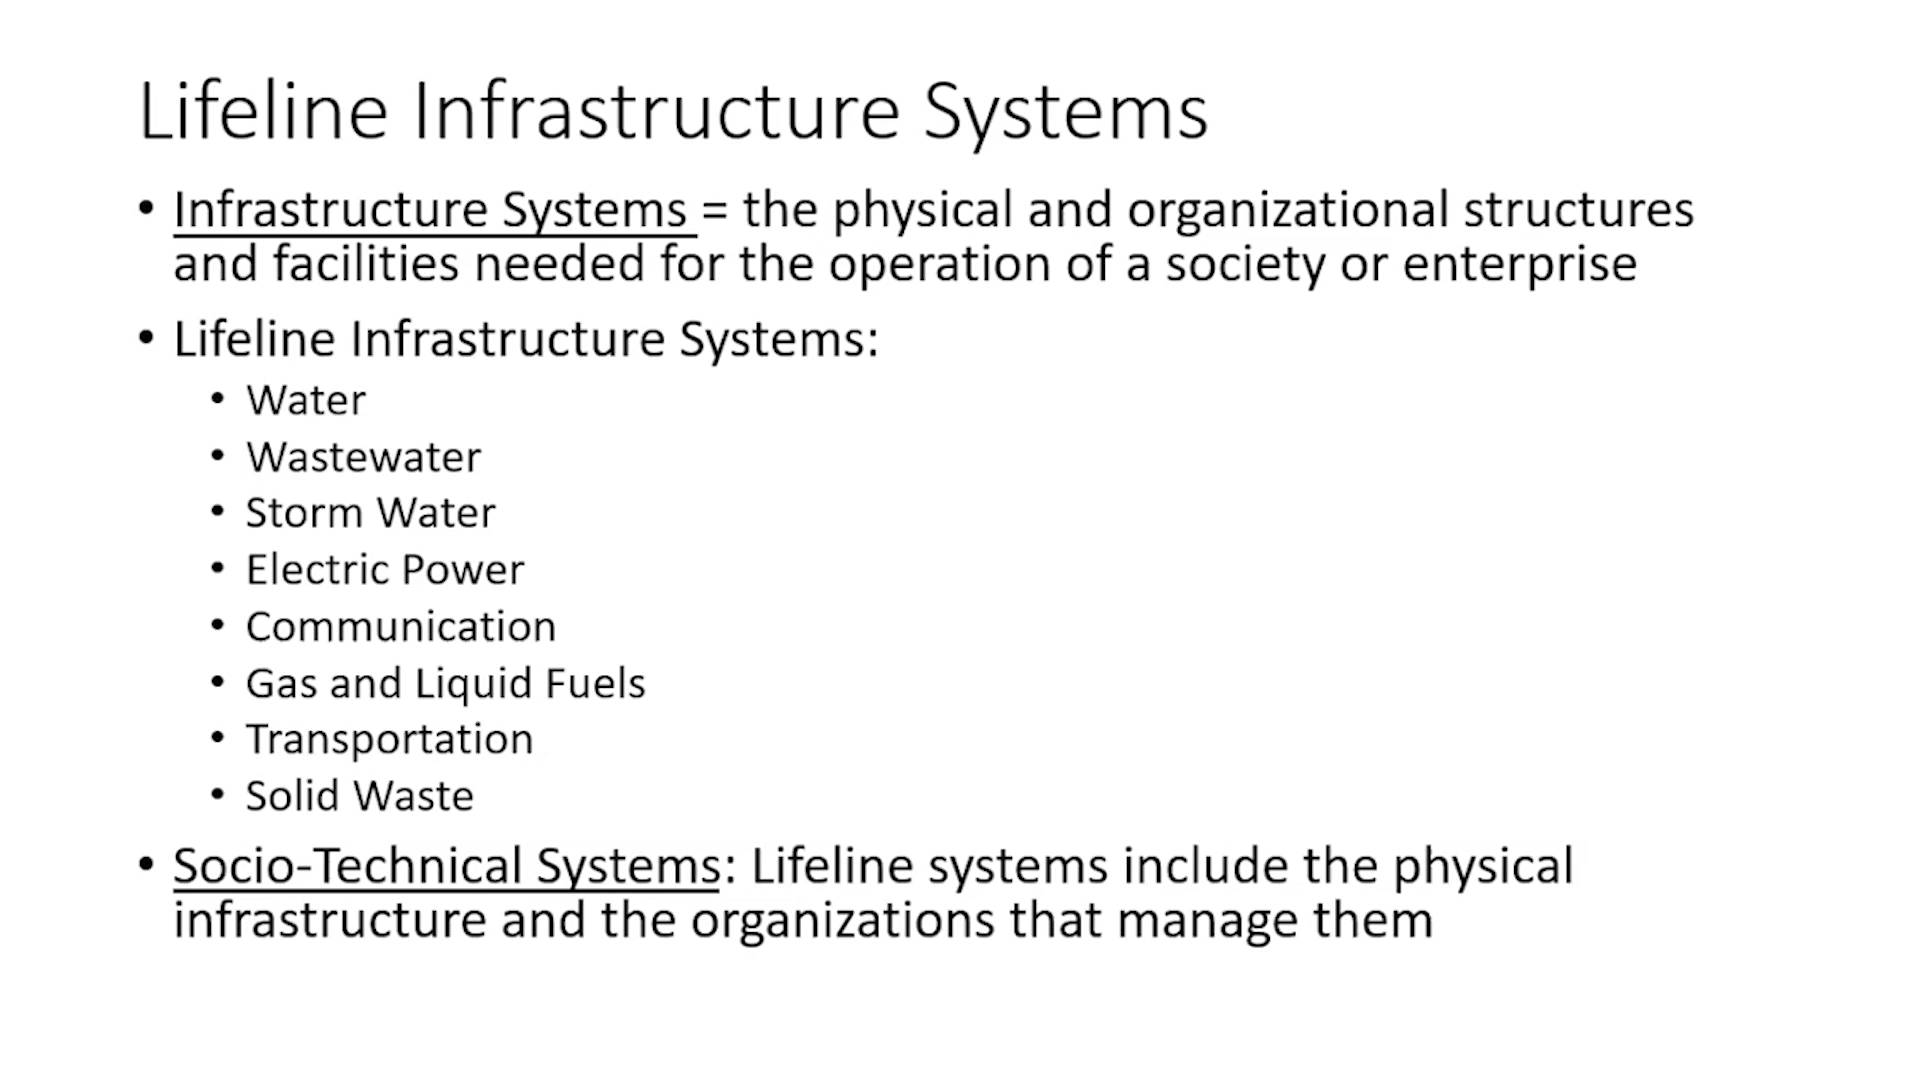 Lifeline Infrastructure Systems
• Infrastructure Systems = the physical and organizational structures
and facilities needed for the operation of a society or enterprise
• Lifeline Infrastructure Systems:
• Water
• Wastewater
• Storm Water
• Electric Power
• Communication
• Gas and Liquid Fuels
• Transportation
• Solid Waste
• Socio-Technical Systems: Lifeline systems include the physical
infrastructure and the organizations that manage them